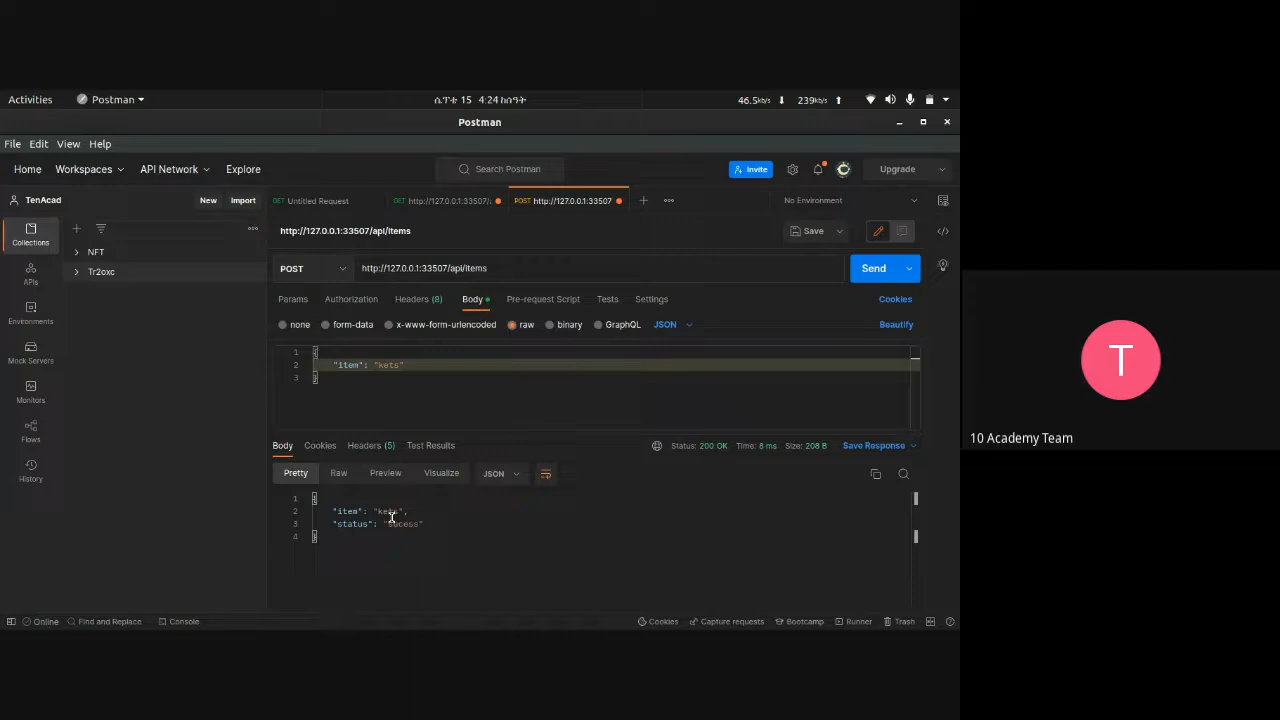 Activities Postman ሴፕቴ 15 4:24 ከሰዓት 46.5kb/s 239kb/s
Postman
File Edit View Help
Home Workspaces API Network Explore Search Postman Invite Upgrade
TenAcad New Import GET Untitled Request GET http://127.0.0.1:33507/ POST http://127.0.0.1:33507 No Environment
Collections
http://127.0.0.1:33507/api/items Save
NFT
Tr2oxc
APIs
POST http://127.0.0.1:33507/api/items Send
Environments
Params Authorization Headers (8) Body Pre-request Script Tests Settings Cookies
none form-data x-www-form-urlencoded raw binary GraphQL JSON Beautify
Mock Servers
Monitors
Flows
History
1 {
2 "item": "kets"
3 }
Body Cookies Headers (5) Test Results Status: 200 OK Time: 8 ms Size: 208 B Save Response
Pretty Raw Preview Visualize JSON
1 {
2 "item": "kets",
3 "status": "sucess"
4 }
Online Find and Replace Console Cookies Capture requests Bootcamp Runner Trash
T
10 Academy Team